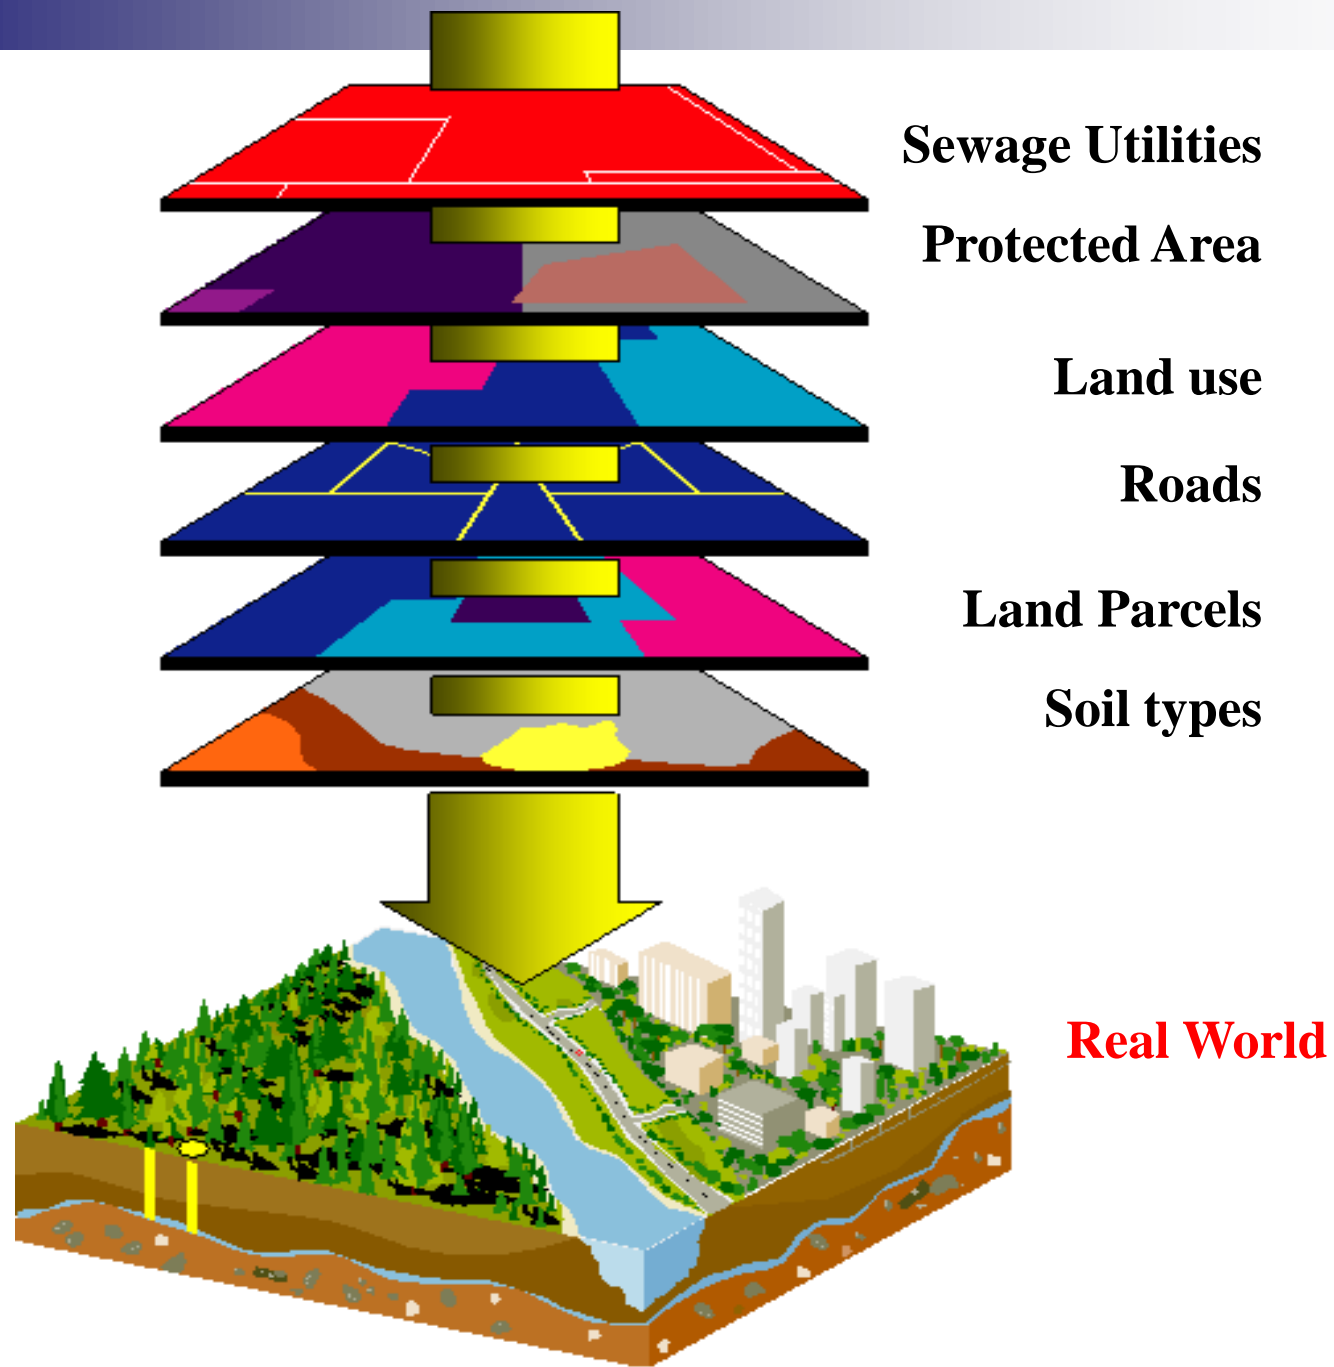 Sewage Utilities
Protected Area
Land use
Roads
Land Parcels
Soil types
Real World